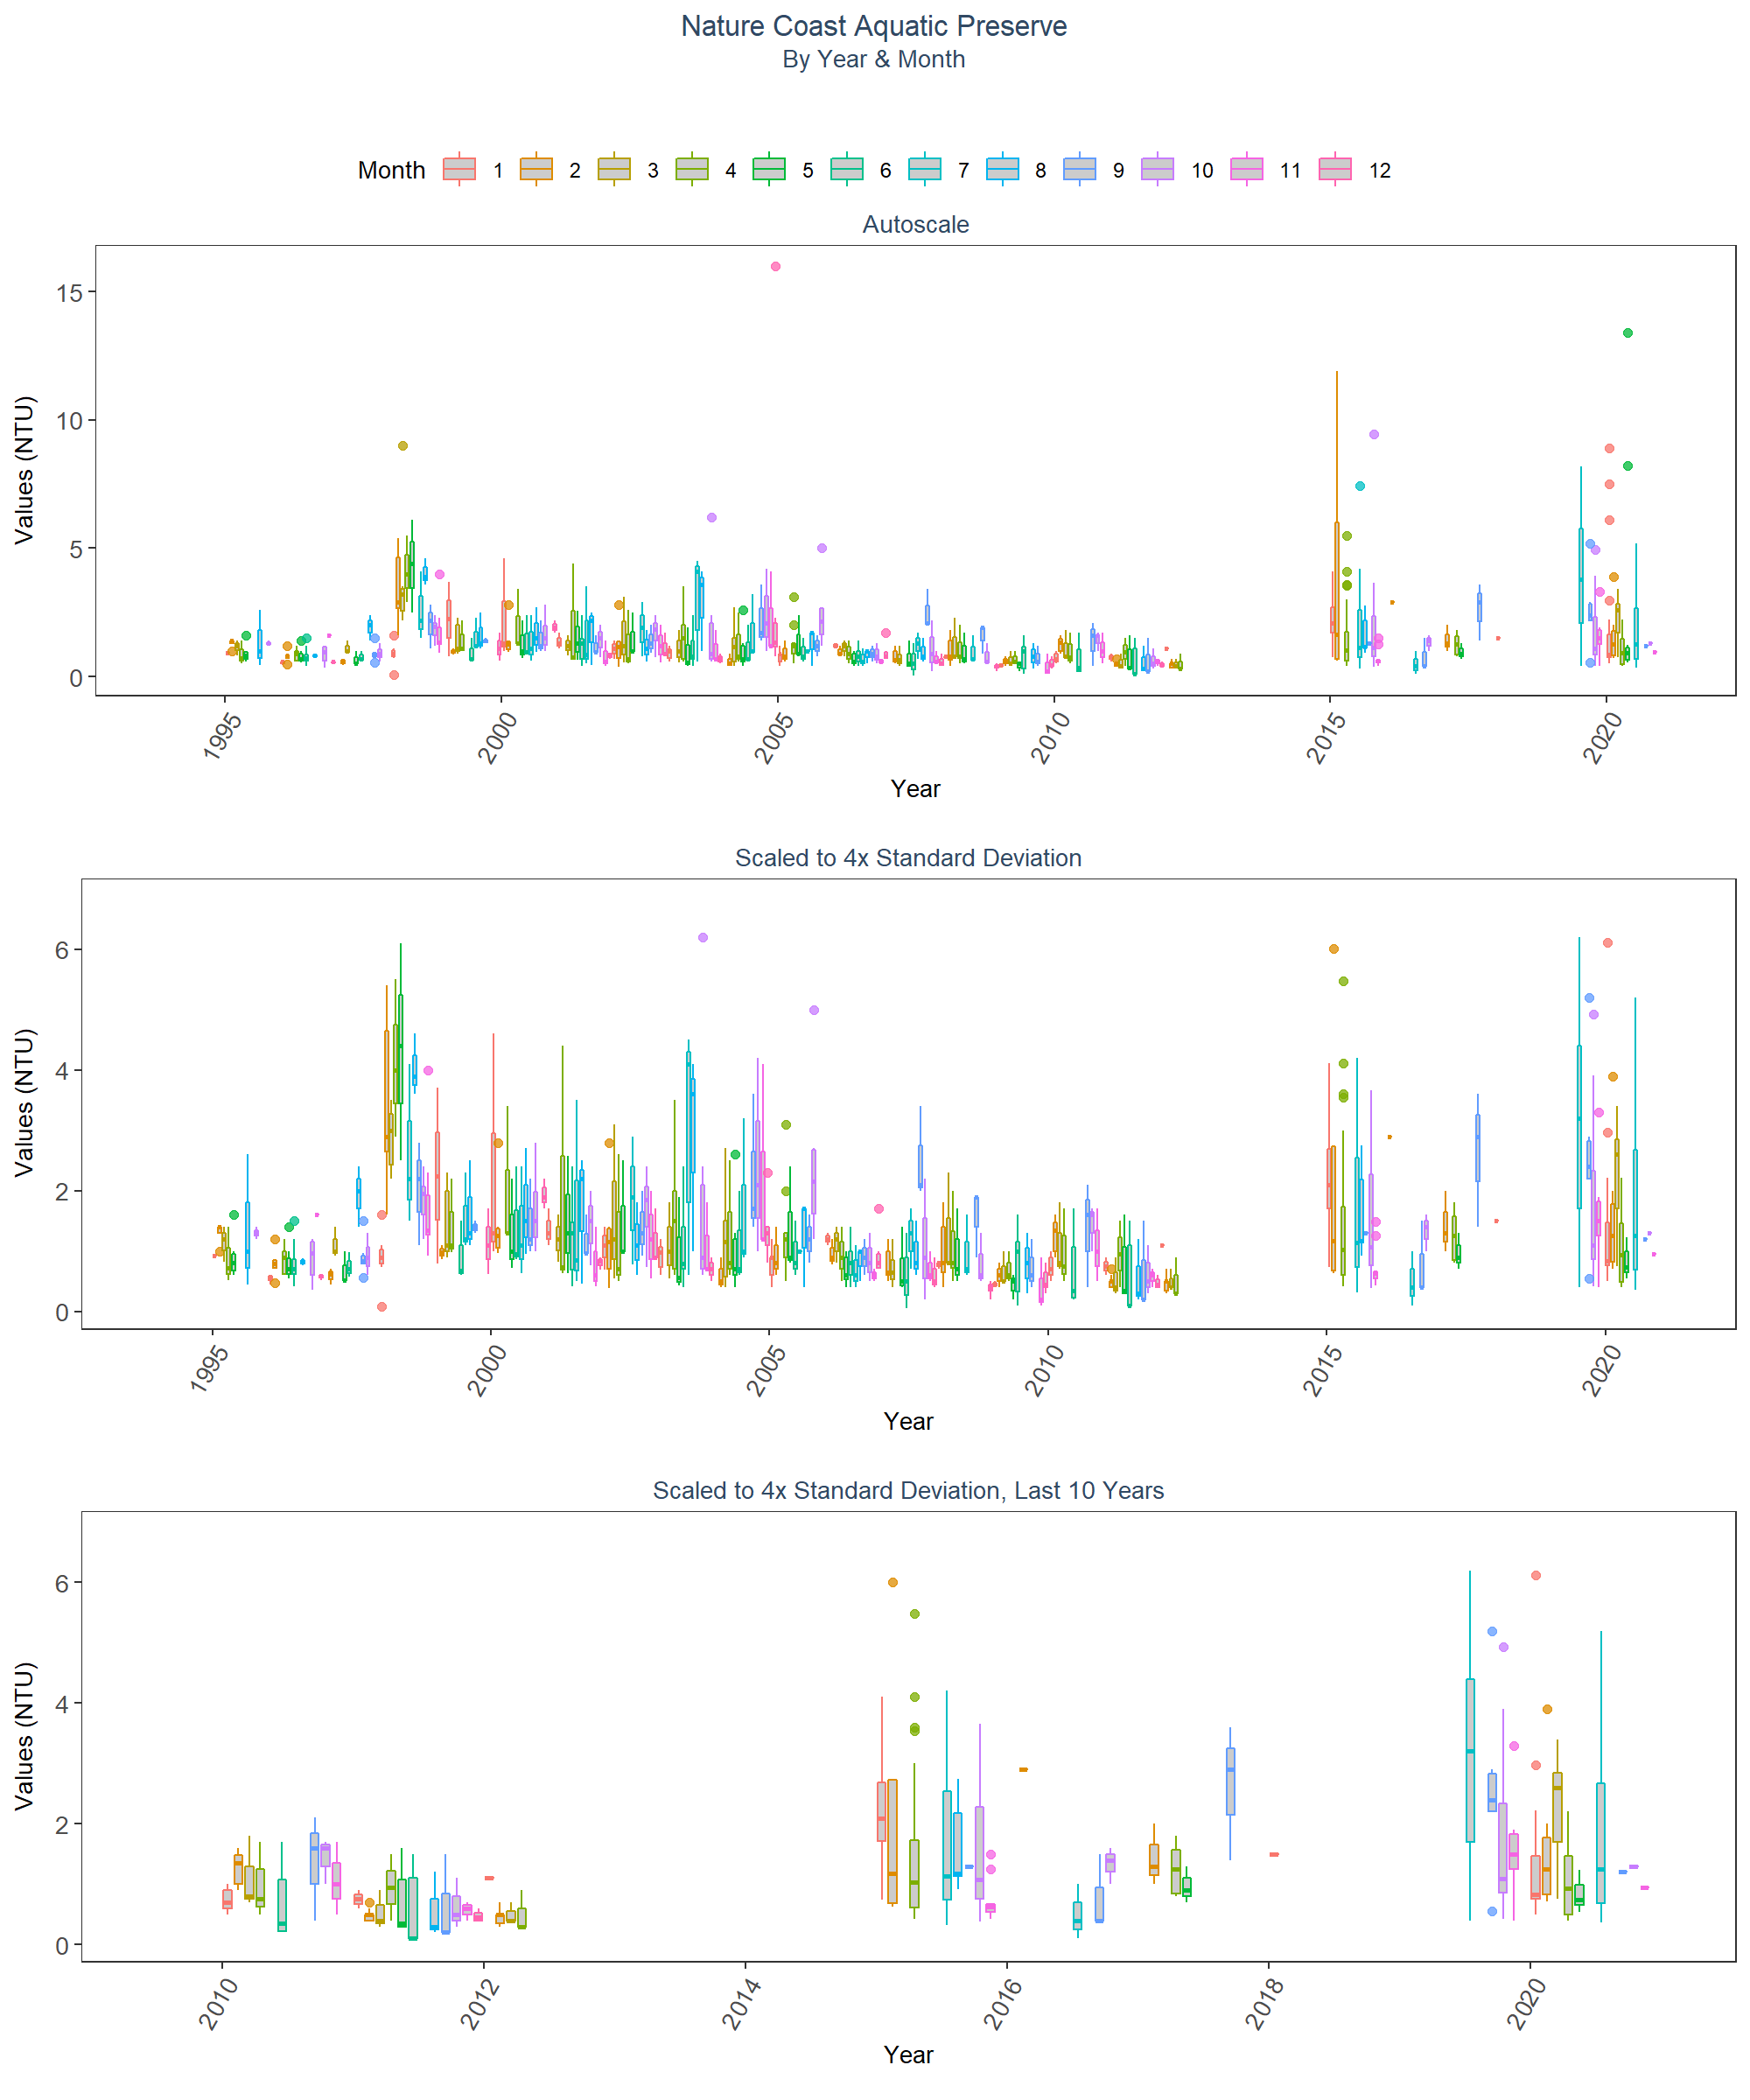 Nature Coast Aquatic Preserve
By Year & Month
Month 1 2 3 4 5 6 7 8 9 10 11 12
Autoscale
Values (NTU)
15
10
5
0
1995 2000 2005 2010 2015 2020
Year
Scaled to 4x Standard Deviation
Values (NTU)
6
4
2
0
1995 2000 2005 2010 2015 2020
Year
Scaled to 4x Standard Deviation, Last 10 Years
Values (NTU)
6
4
2
0
2010 2012 2014 2016 2018 2020
Year